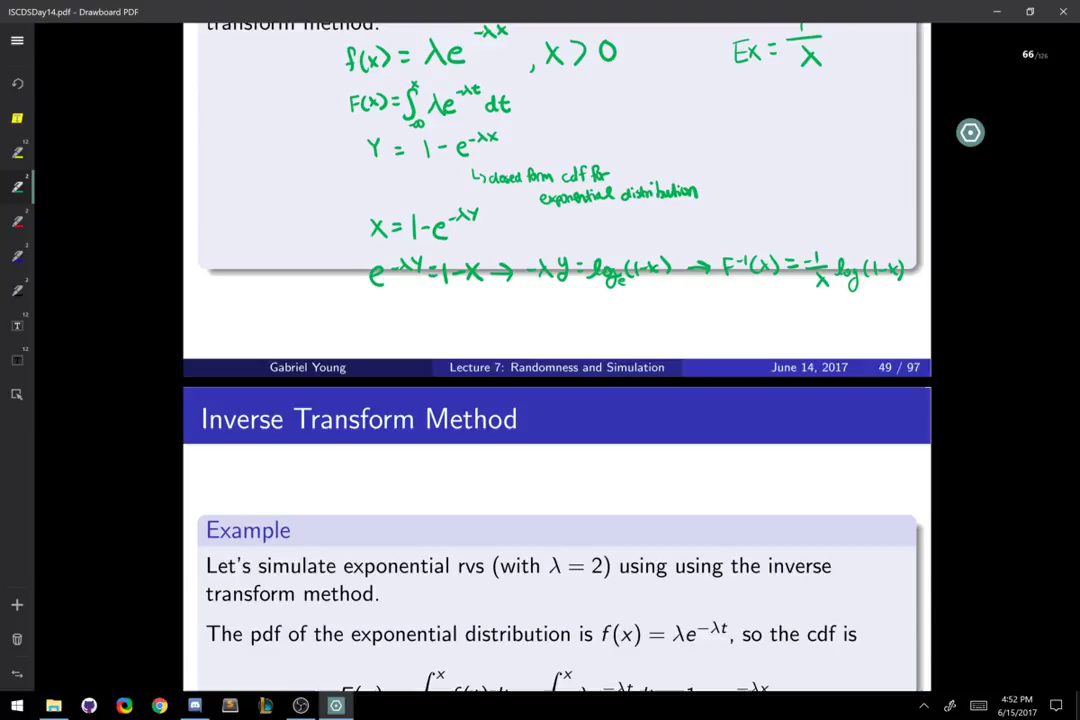 ISCDSDay14.pdf - Drawboard PDF
66/126
transform method.
f(x) = λe^{-λx}, x > 0
Ex = 1/λ
F(x) = ∫_{-∞}^{x} λe^{-λt} dt
Y = 1 - e^{-λx}
↳ closed form cdf for
exponential distribution
X = 1 - e^{-λY}
e^{-λY} = 1 - X → -λY = log_e(1-x) → F^{-1}(x) = -1/λ log(1-x)
Gabriel Young
Lecture 7: Randomness and Simulation
June 14, 2017
49 / 97
Inverse Transform Method
Example
Let's simulate exponential rvs (with λ = 2) using using the inverse
transform method.
The pdf of the exponential distribution is f(x) = λe^{-λt}, so the cdf is
4:52 PM
6/15/2017